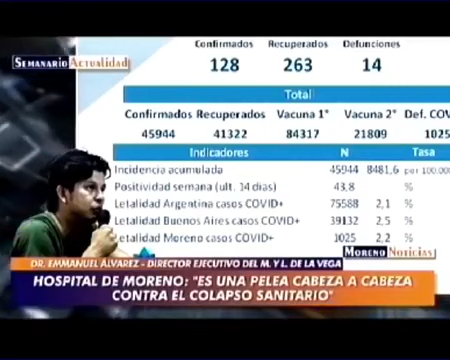 Confirmados Recuperados Defunciones
128 263 14
SEMANARIO ACTUALIDAD
Total
Confirmados Recuperados Vacuna 1° Vacuna 2° Def. COV
45944 41322 84317 21809 1025
Indicadores N Tasa
Incidencia acumulada 45944 8481,6 por 100.000
Positividad semana (ult. 14 días) 43,8 %
Letalidad Argentina casos COVID+ 75588 2,1 %
Letalidad Buenos Aires casos COVID+ 39132 2,5 %
Letalidad Moreno casos COVID+ 1025 2,2 %
MORENO NOTICIAS
DR. EMMANUEL ALVAREZ - DIRECTOR EJECUTIVO DEL M. Y L. DE LA VEGA
HOSPITAL DE MORENO: "ES UNA PELEA CABEZA A CABEZA
CONTRA EL COLAPSO SANITARIO"